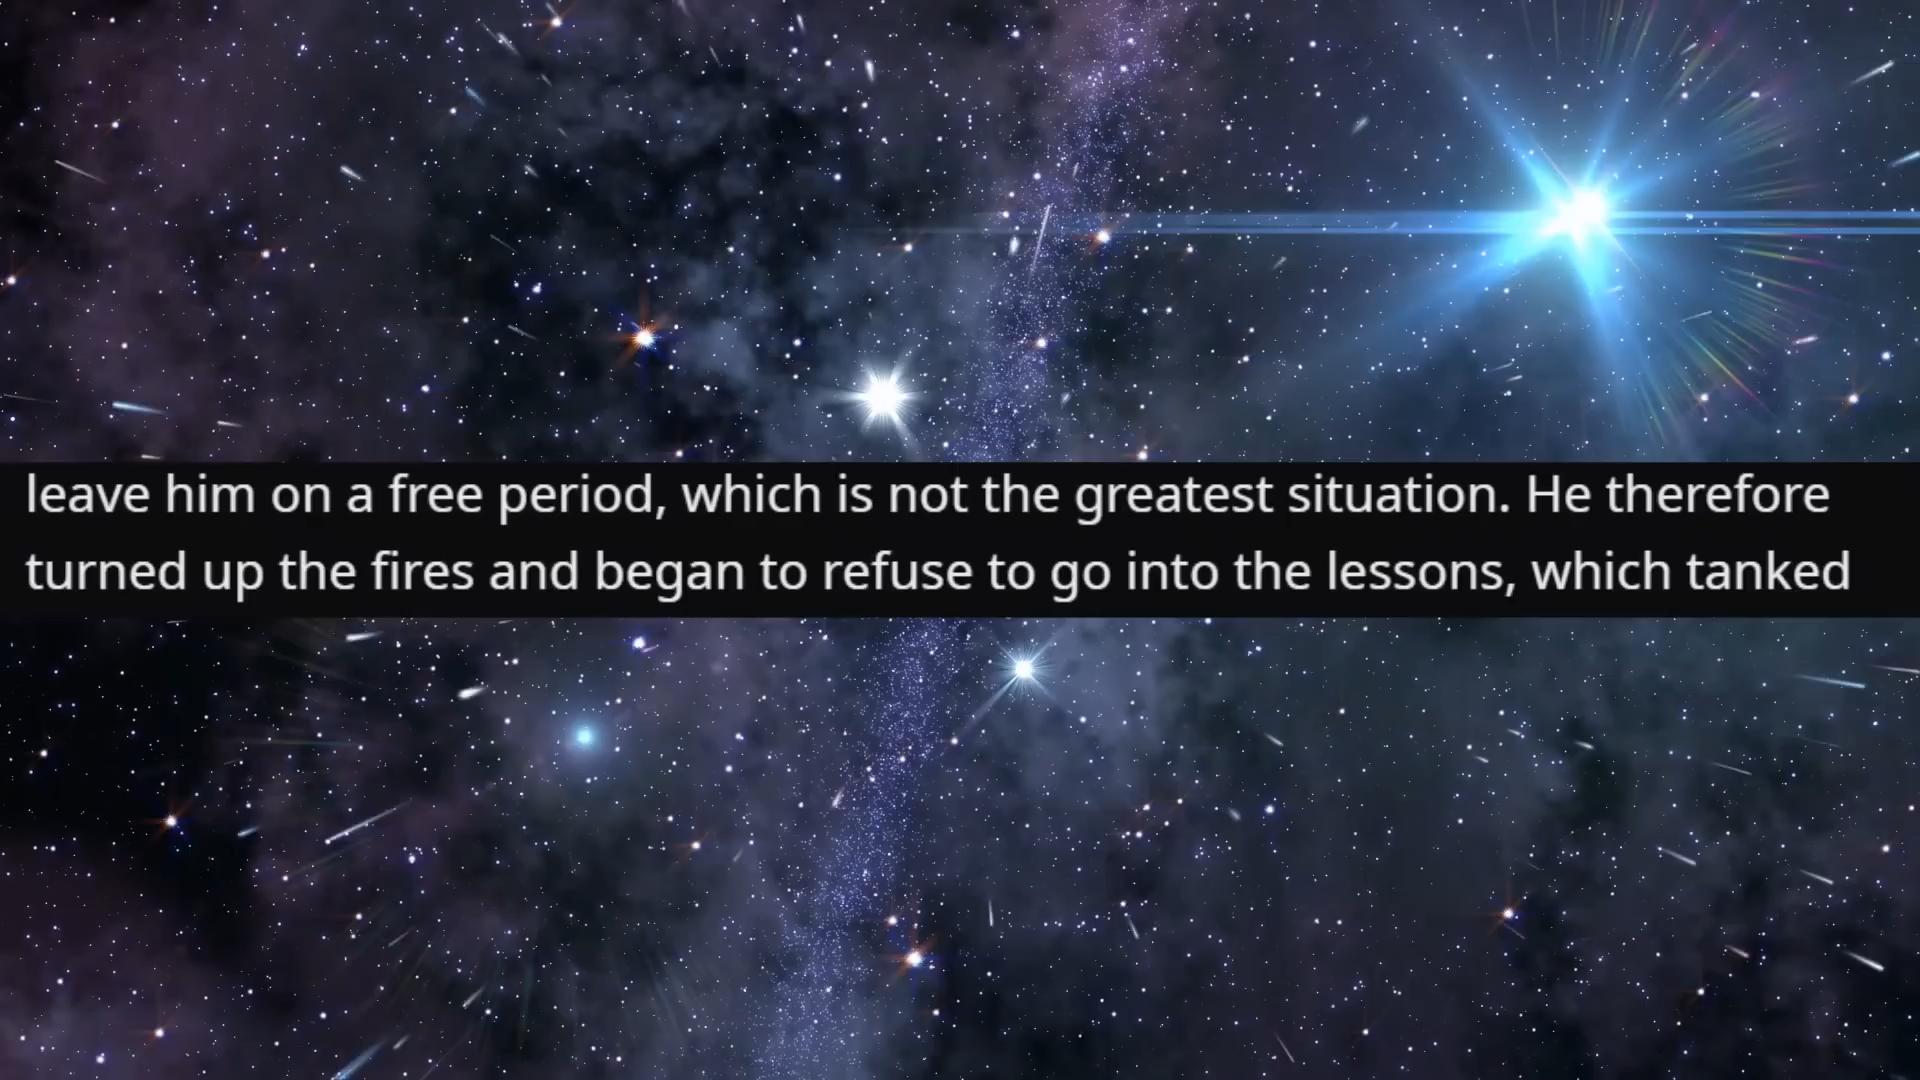 leave him on a free period, which is not the greatest situation. He therefore
turned up the fires and began to refuse to go into the lessons, which tanked